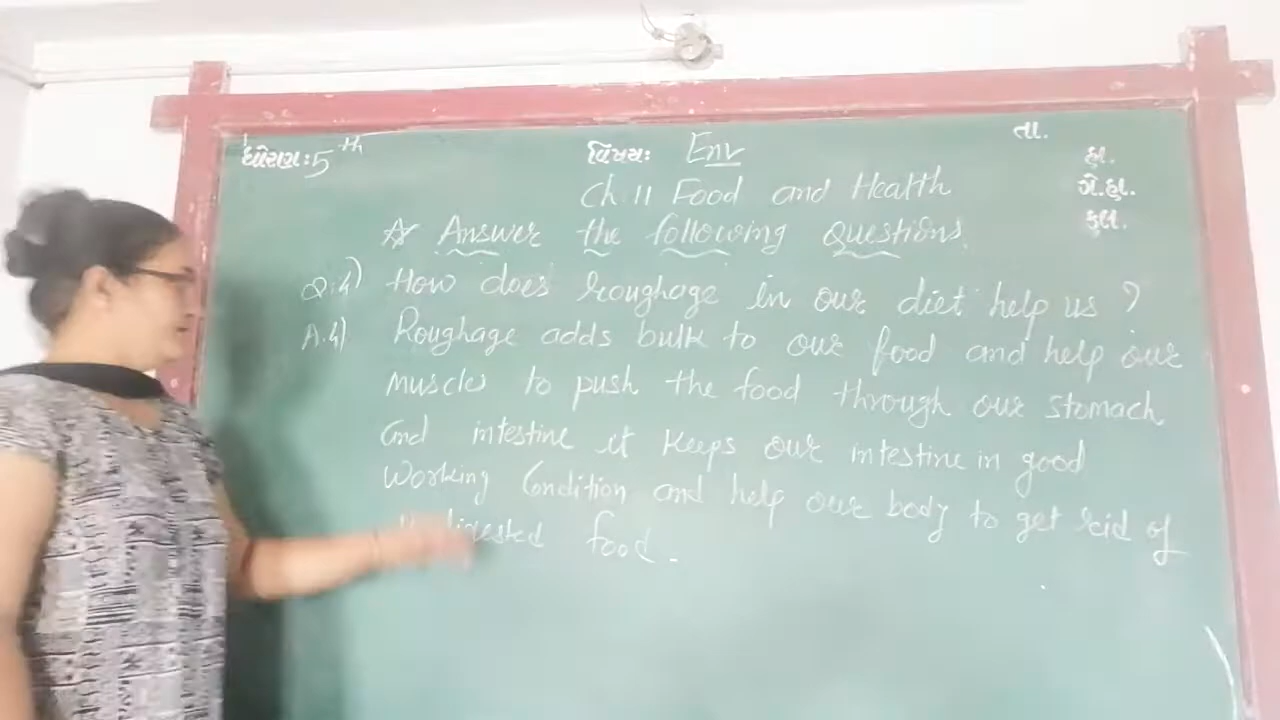 ધોરણ: 5th વિષય: Env તા.
હા.
Ch. 11 Food and Health ગે.હા.
કુલ.
☆ Answer the following Questions.
Q.4) How does roughage in our diet help us ?
A.4) Roughage adds bulk to our food and help our
muscles to push the food through our stomach
and intestine it keeps our intestine in good
working condition and help our body to get rid of
food.